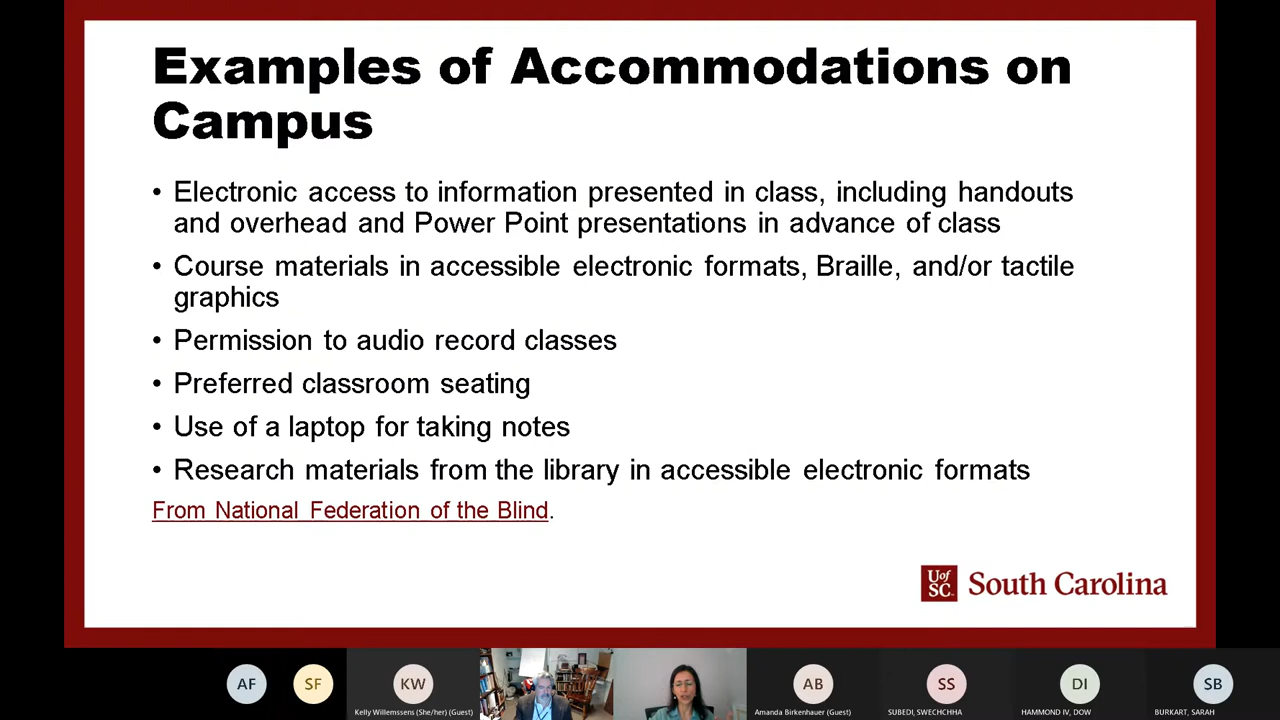 Examples of Accommodations on
Campus
• Electronic access to information presented in class, including handouts
and overhead and Power Point presentations in advance of class
• Course materials in accessible electronic formats, Braille, and/or tactile
graphics
• Permission to audio record classes
• Preferred classroom seating
• Use of a laptop for taking notes
• Research materials from the library in accessible electronic formats
From National Federation of the Blind.
UofSC South Carolina
AF SF KW AB SS DI SB
Kelly Willemssens (She/her) (Guest) Amanda Birkenhauer (Guest) SUBEDI, SWECHCHHA HAMMOND IV, DOW BURKART, SARAH